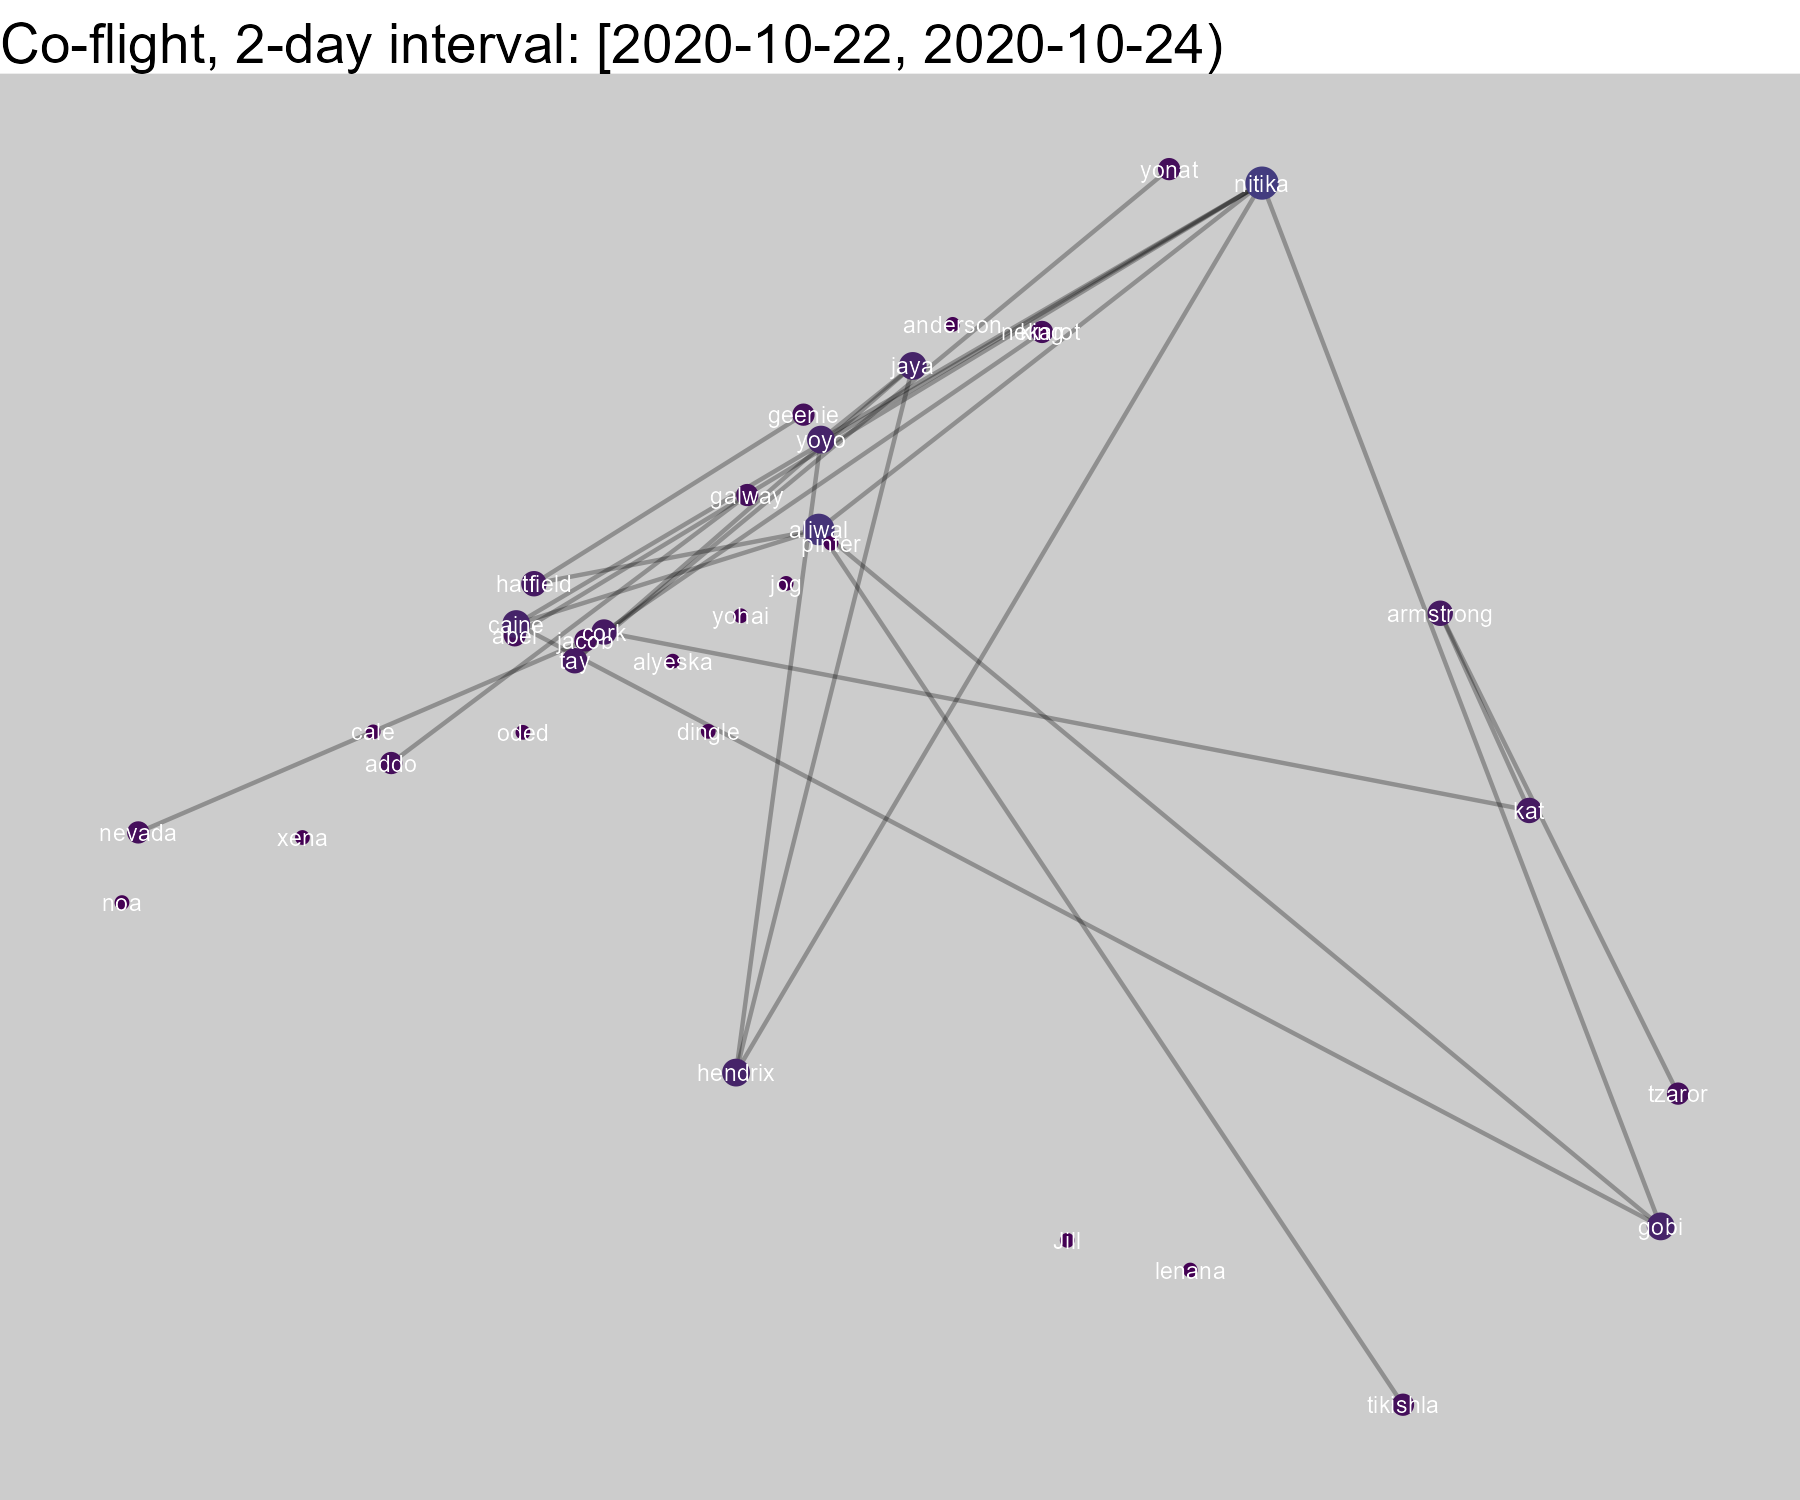 Co-flight, 2-day interval: [2020-10-22, 2020-10-24)
yonat
nitika
anderson
jaya
geenie
yoyo
galway
aliwal
pinter
hatfield
jog
yohai
armstrong
caine
abel
cork
jacob
tay
alyeska
cale
oded
dingle
addo
kat
nevada
xena
noa
hendrix
tzaror
gobi
Jill
lenana
tikishla